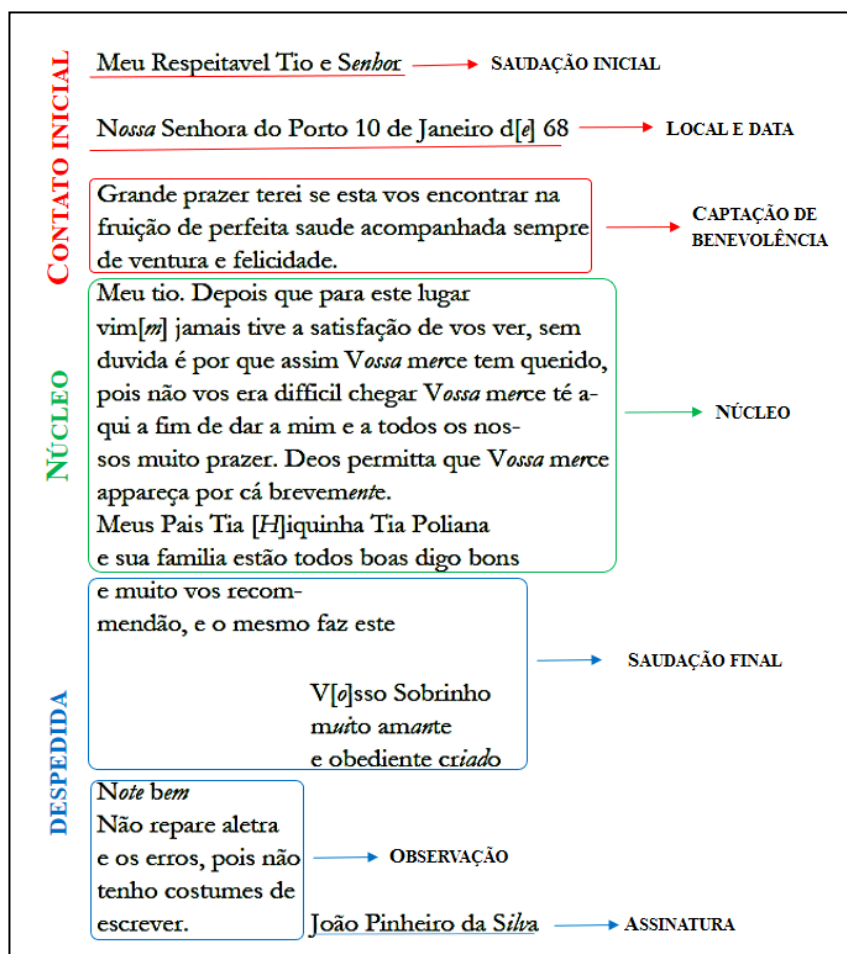 CONTATO INICIAL
Meu Respeitavel Tio e Senhor
SAUDAÇÃO INICIAL
Nossa Senhora do Porto 10 de Janeiro d[e] 68
LOCAL E DATA
Grande prazer terei se esta vos encontrar na
fruição de perfeita saude acompanhada sempre
de ventura e felicidade.
CAPTAÇÃO DE
BENEVOLÊNCIA
NÚCLEO
Meu tio. Depois que para este lugar
vim[m] jamais tive a satisfação de vos ver, sem
duvida é por que assim Vossa merce tem querido,
pois não vos era difficil chegar Vossa merce té a-
qui a fim de dar a mim e a todos os nos-
sos muito prazer. Deos permitta que Vossa merce
appareça por cá brevemente.
Meus Pais Tia [H]iquinha Tia Poliana
e sua familia estão todos boas digo bons
NÚCLEO
DESPEDIDA
e muito vos recom-
mendão, e o mesmo faz este
V[o]sso Sobrinho
muito amante
e obediente criado
SAUDAÇÃO FINAL
Note bem
Não repare aletra
e os erros, pois não
tenho costumes de
escrever.
OBSERVAÇÃO
João Pinheiro da Silva
ASSINATURA